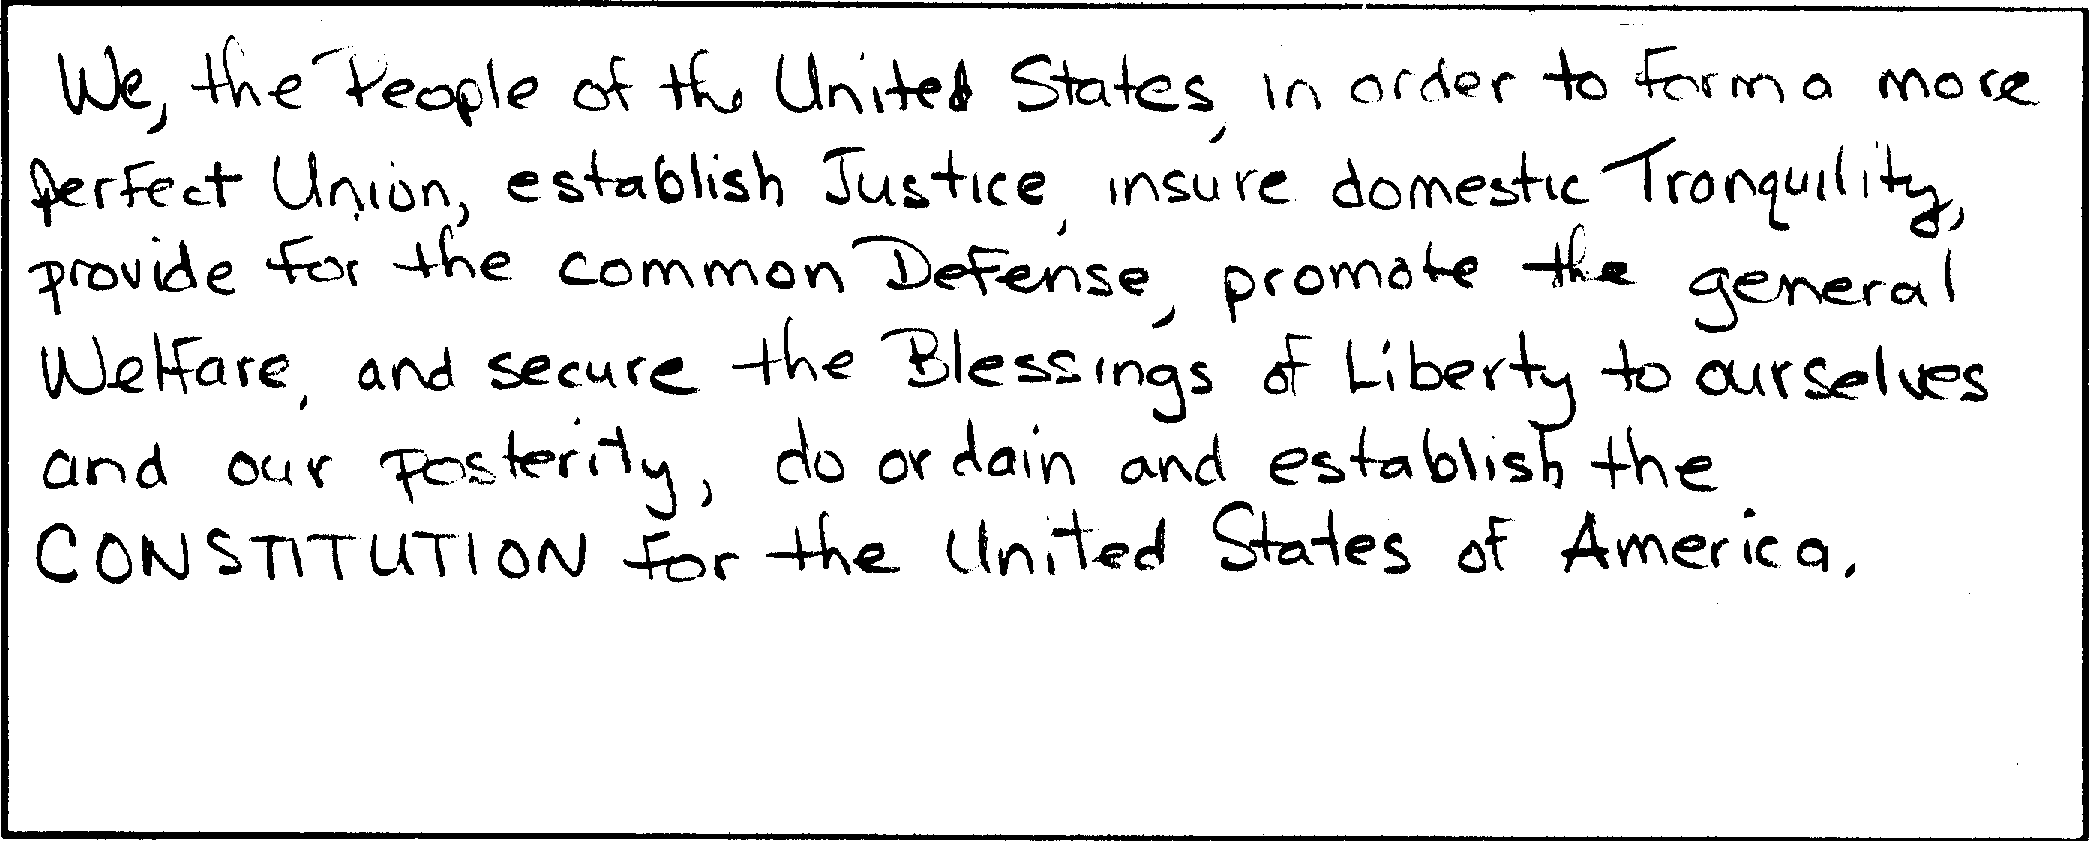 We, the People of the United States, in order to form a more
perfect Union, establish Justice, insure domestic Tranquility,
provide for the common Defense, promote the general
Welfare, and secure the Blessings of Liberty to ourselves
and our posterity, do ordain and establish the
CONSTITUTION for the United States of America.